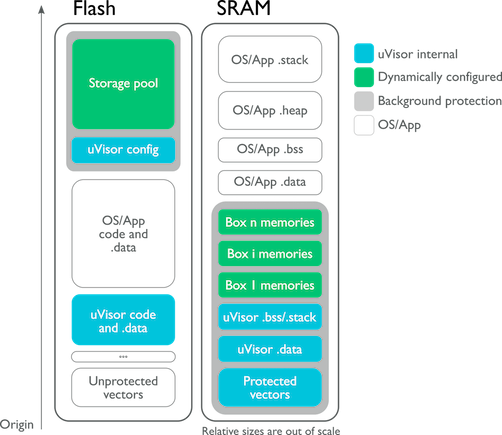 Flash
Storage pool
uVisor config
OS/App
code and
.data
uVisor code
and .data
...
Unprotected
vectors
Origin
SRAM
OS/App .stack
OS/App .heap
OS/App .bss
OS/App .data
Box n memories
Box i memories
Box 1 memories
uVisor .bss/.stack
uVisor .data
Protected
vectors
Relative sizes are out of scale
uVisor internal
Dynamically configured
Background protection
OS/App